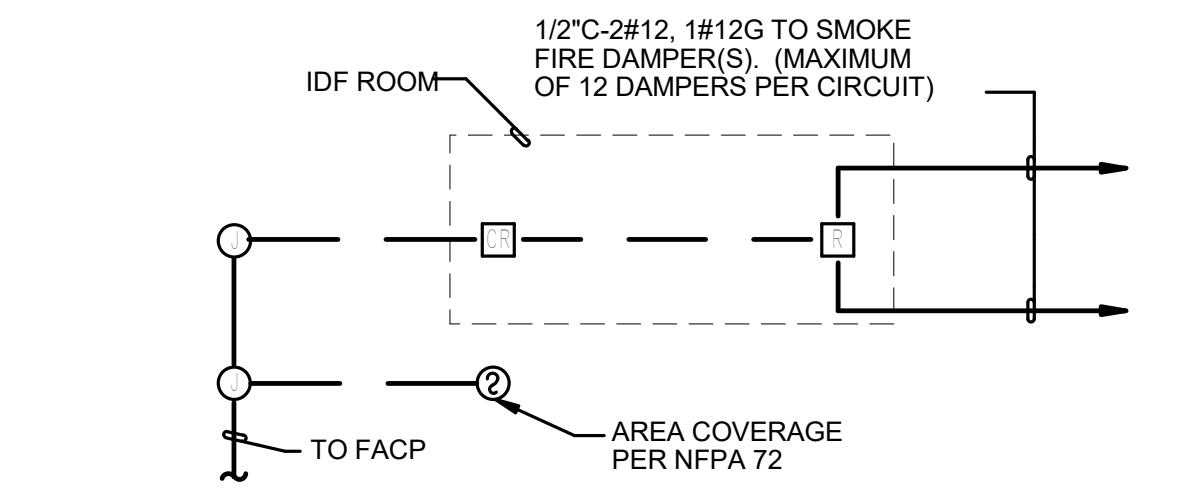 1/2"C-2#12, 1#12G TO SMOKE
FIRE DAMPER(S). (MAXIMUM
OF 12 DAMPERS PER CIRCUIT)
IDF ROOM
J
CR
R
J
AREA COVERAGE
PER NFPA 72
TO FACP